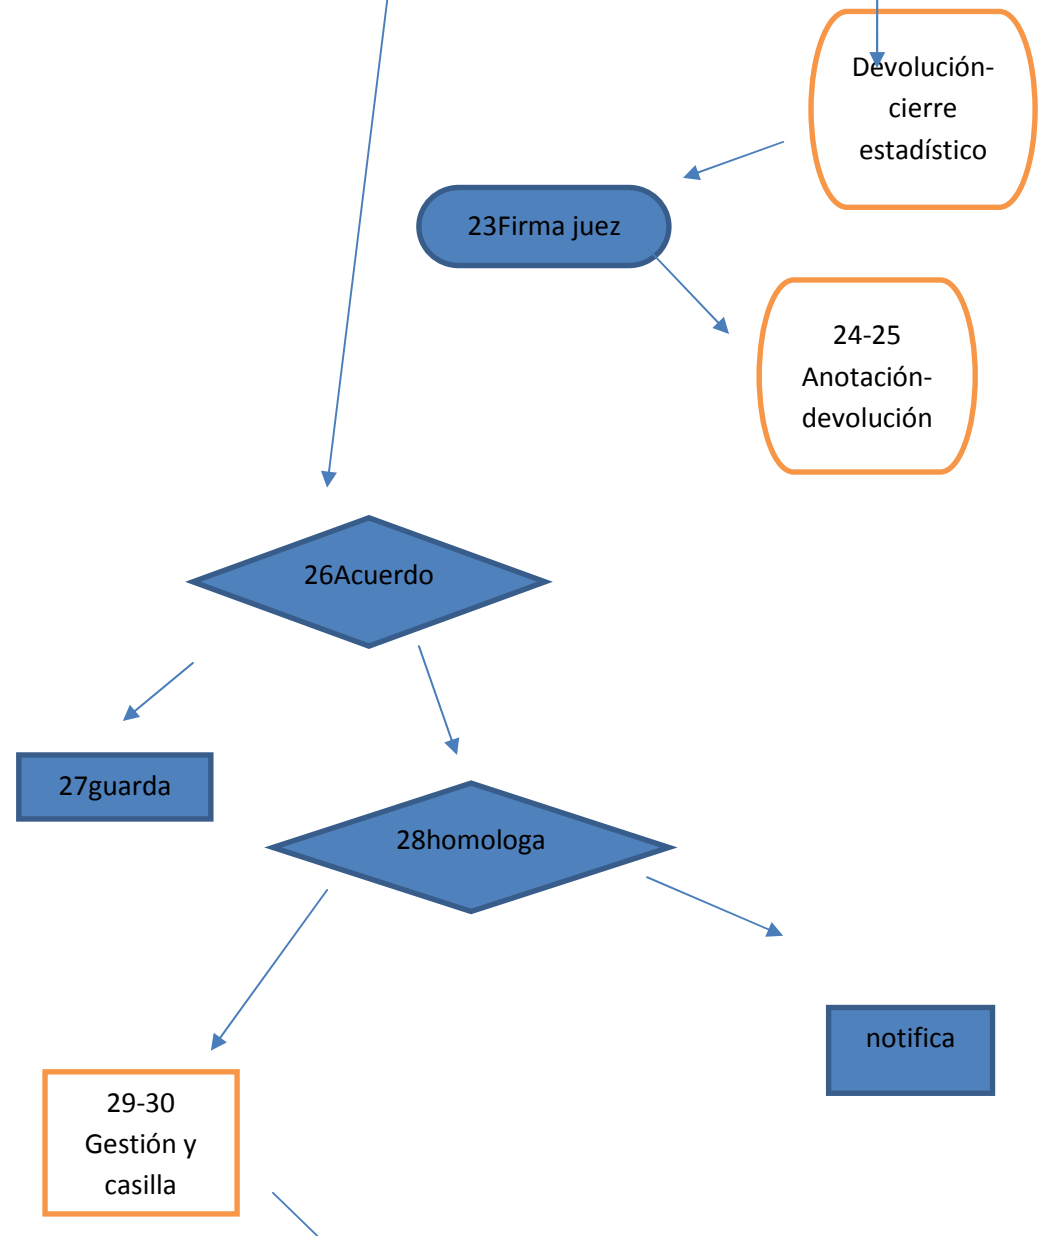 Devolución-
cierre
estadístico
23Firma juez
24-25
Anotación-
devolución
26Acuerdo
27guarda
28homologa
notifica
29-30
Gestión y
casilla